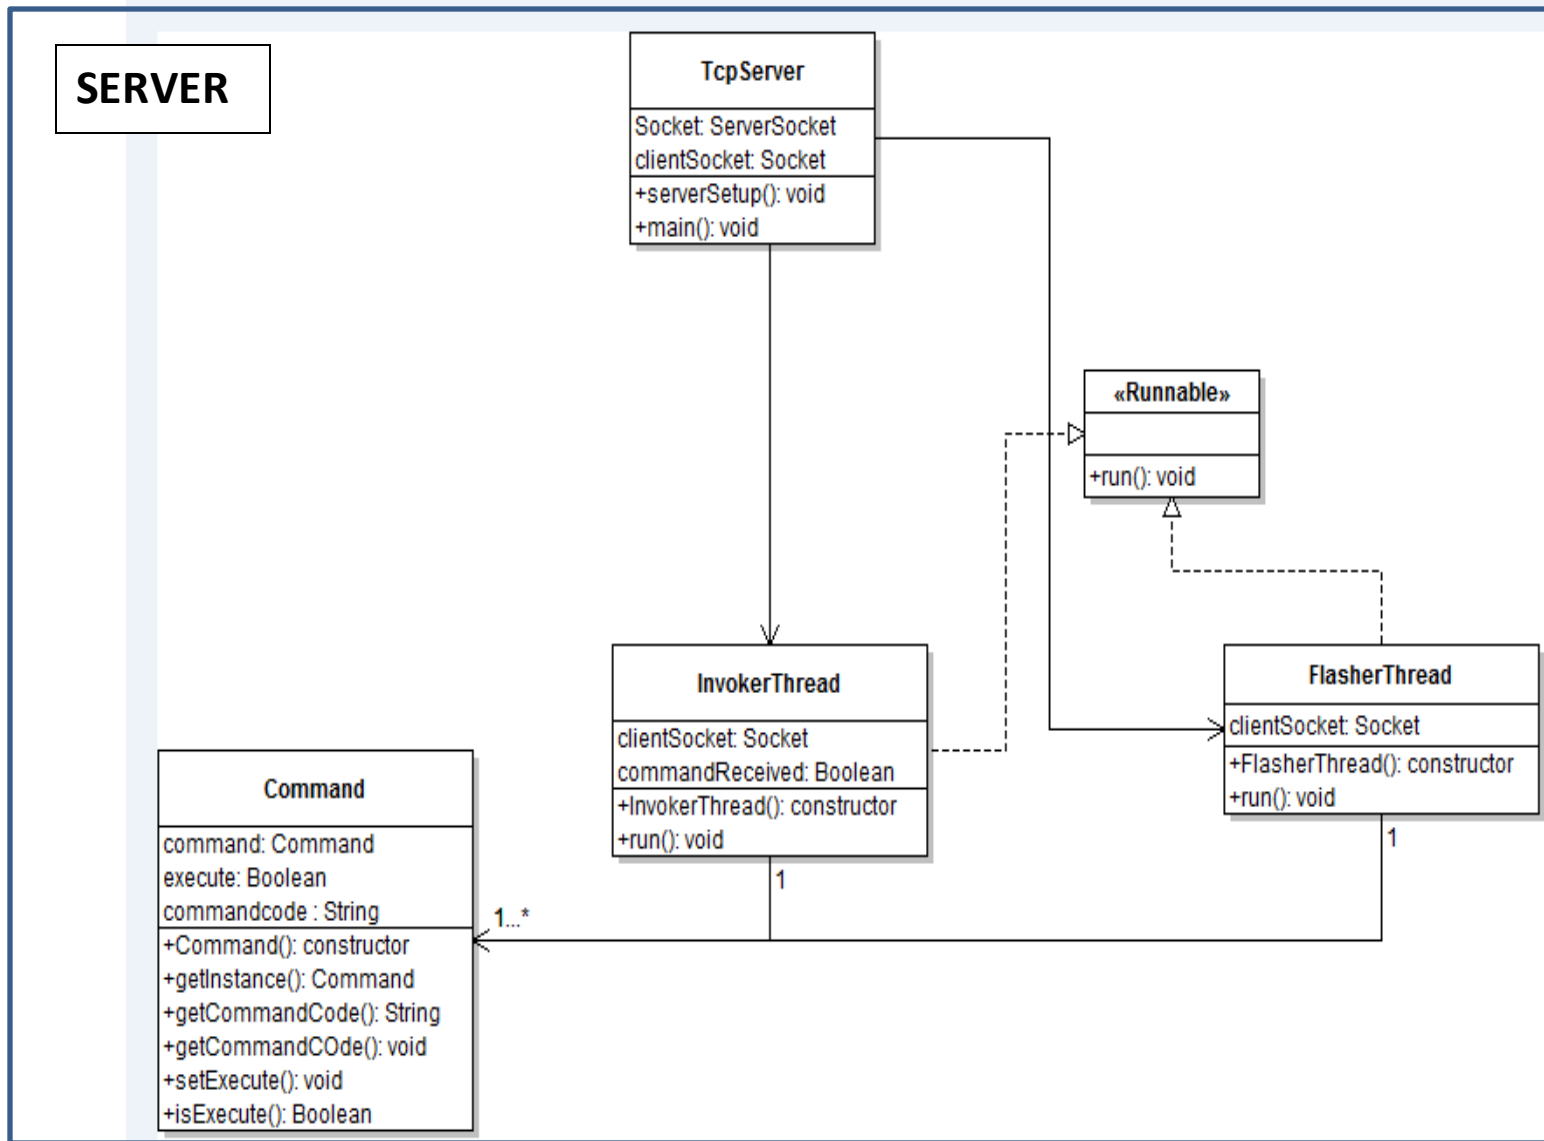 SERVER
TcpServer
Socket: ServerSocket
clientSocket: Socket
+serverSetup(): void
+main(): void
«Runnable»
+run(): void
InvokerThread
clientSocket: Socket
commandReceived: Boolean
+InvokerThread(): constructor
+run(): void
1
FlasherThread
clientSocket: Socket
+FlasherThread(): constructor
+run(): void
1
Command
command: Command
execute: Boolean
commandcode : String
+Command(): constructor
+getInstance(): Command
+getCommandCode(): String
+getCommandCOde(): void
+setExecute(): void
+isExecute(): Boolean
1...*